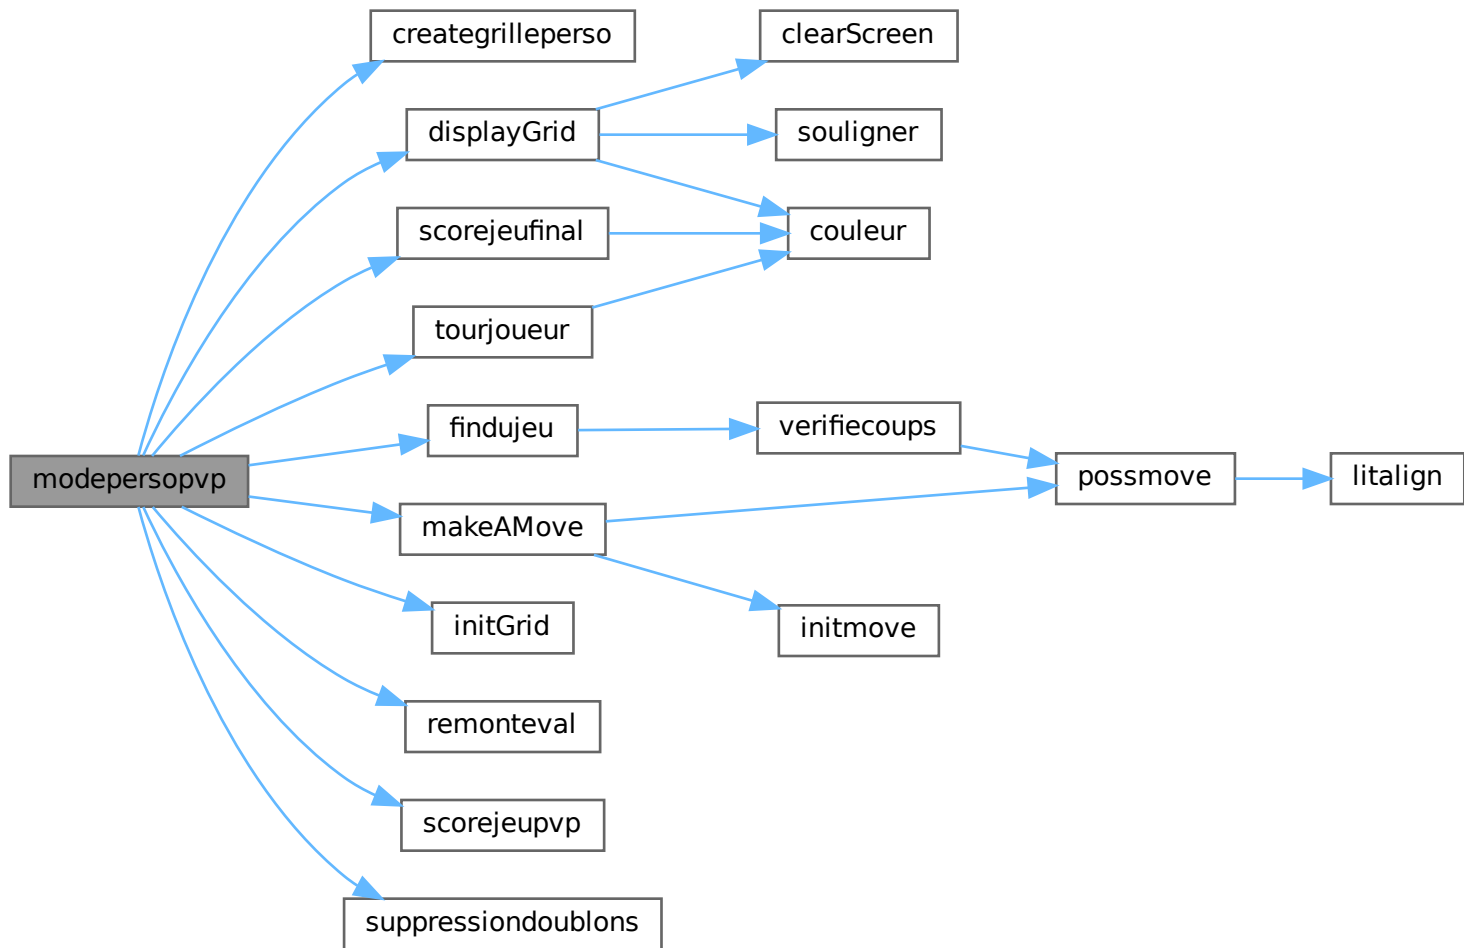 creategrilleperso
clearScreen
displayGrid
souligner
scorejeufinal
couleur
tourjoueur
findujeu
verifiecoups
modepersopvp
possmove
litalign
makeAMove
initGrid
initmove
remonteval
scorejeupvp
suppressiondoublons